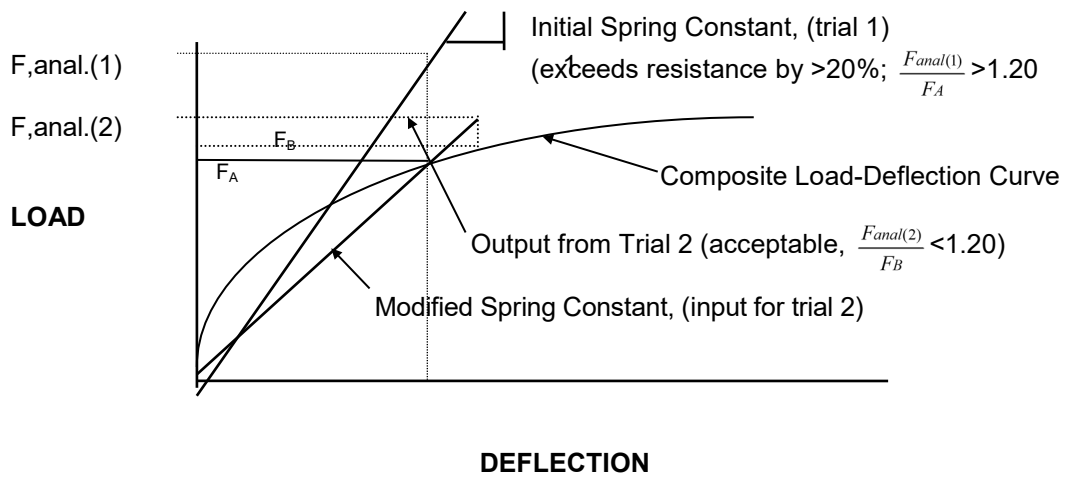 Initial Spring Constant, (trial 1)
F,anal.(1)
(exceeds resistance by >20%; Fanal(1)/FA >1.20
F,anal.(2)
FB
FA
Composite Load-Deflection Curve
LOAD
Output from Trial 2 (acceptable, Fanal(2)/FB <1.20)
Modified Spring Constant, (input for trial 2)
DEFLECTION